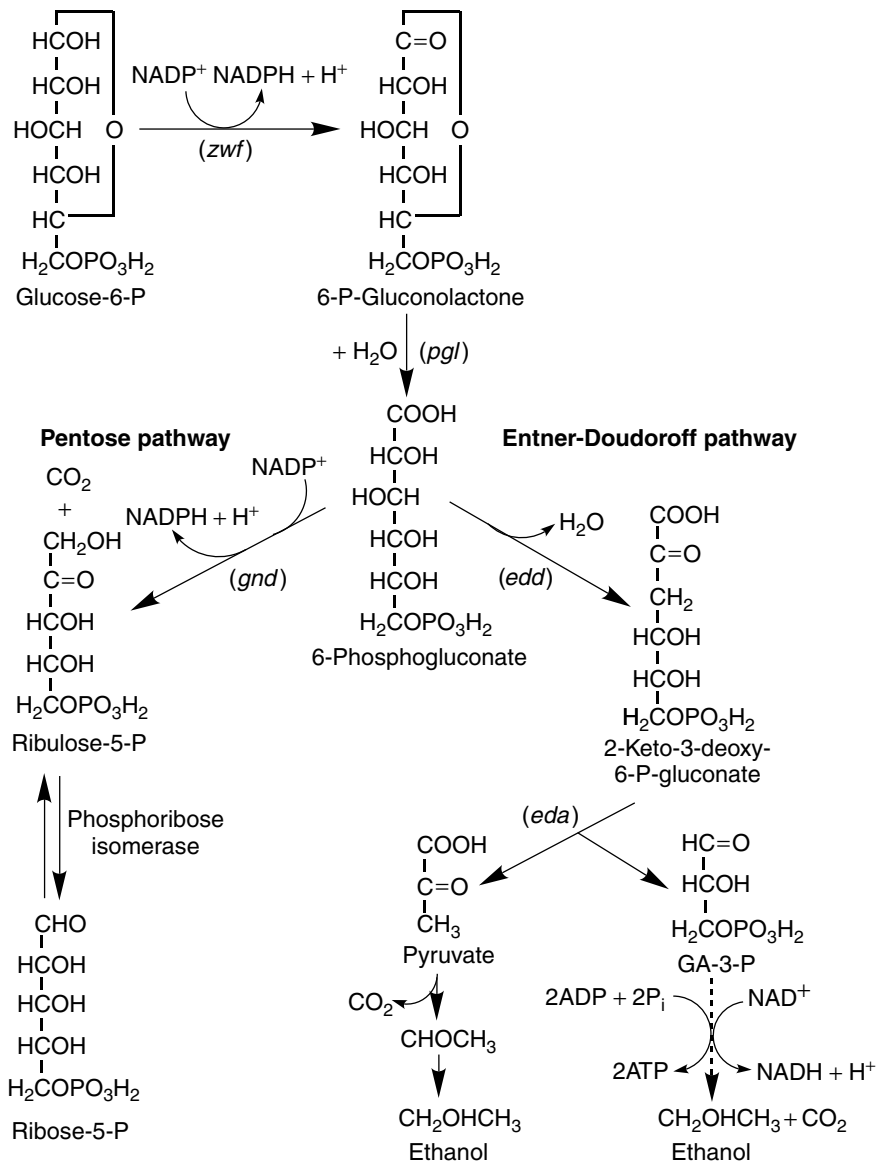 HCOH
HCOH
HOCH
O
HCOH
HC
H₂COPO₃H₂
Glucose-6-P
NADP⁺ NADPH + H⁺
(zwf)
C=O
HCOH
HOCH
O
HCOH
HC
H₂COPO₃H₂
6-P-Gluconolactone
+ H₂O
(pgl)
COOH
HCOH
HOCH
HCOH
HCOH
H₂COPO₃H₂
6-Phosphogluconate
Pentose pathway
NADP⁺
NADPH + H⁺
(gnd)
CO₂
+
CH₂OH
C=O
HCOH
HCOH
H₂COPO₃H₂
Ribulose-5-P
Phosphoribose
isomerase
CHO
HCOH
HCOH
HCOH
H₂COPO₃H₂
Ribose-5-P
Entner-Doudoroff pathway
H₂O
(edd)
COOH
C=O
CH₂
HCOH
HCOH
H₂COPO₃H₂
2-Keto-3-deoxy-
6-P-gluconate
(eda)
COOH
C=O
CH₃
Pyruvate
CO₂
CHOCH₃
CH₂OHCH₃
Ethanol
HC=O
HCOH
H₂COPO₃H₂
GA-3-P
2ADP + 2Pᵢ
NAD⁺
2ATP
NADH + H⁺
CH₂OHCH₃ + CO₂
Ethanol